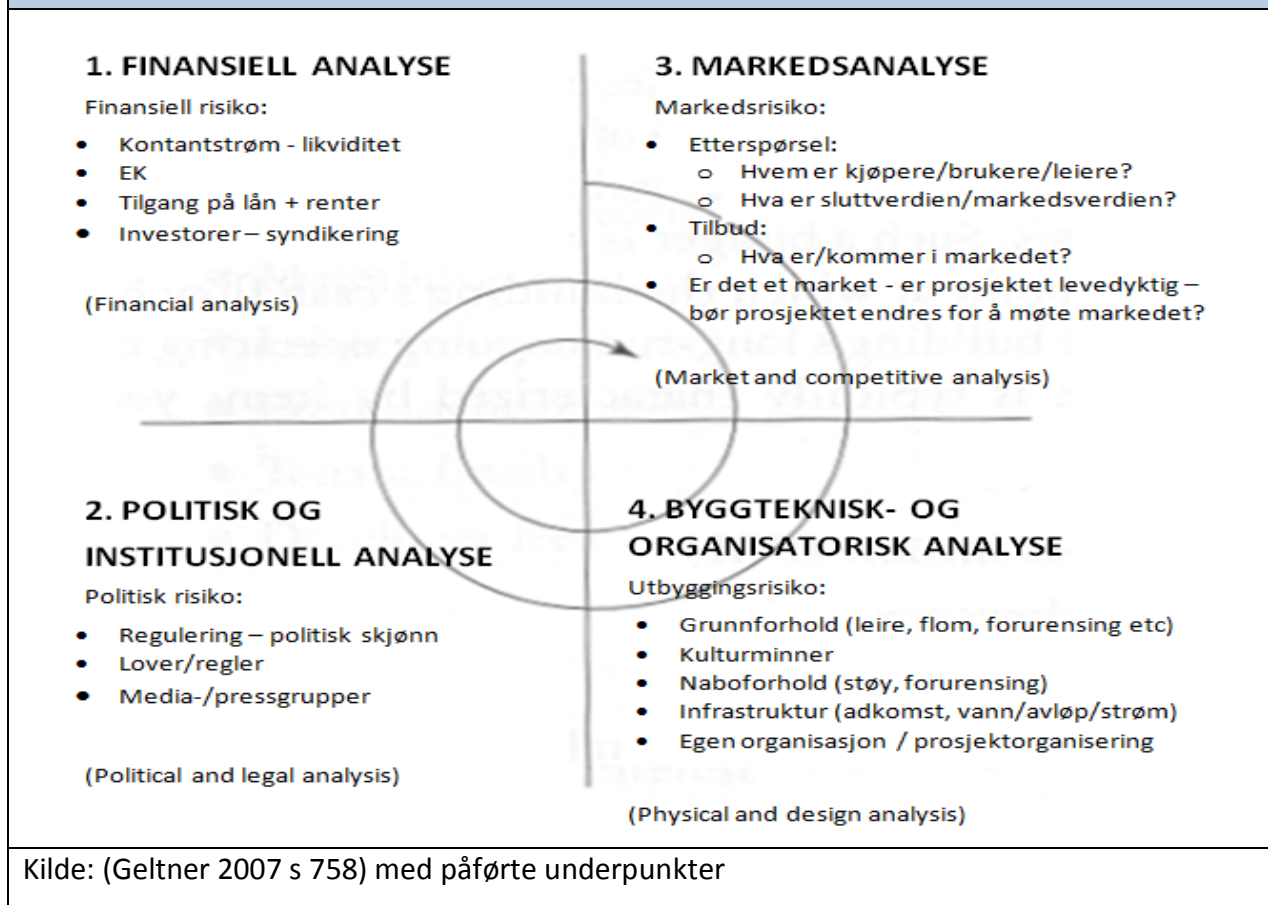 1. FINANSIELL ANALYSE
Finansiell risiko:
• Kontantstrøm - likviditet
• EK
• Tilgang på lån + renter
• Investorer – syndikering
(Financial analysis)
3. MARKEDSANALYSE
Markedsrisiko:
• Etterspørsel:
o Hvem er kjøpere/brukere/leiere?
o Hva er sluttverdien/markedsverdien?
• Tilbud:
o Hva er/kommer i markedet?
• Er det et market - er prosjektet levedyktig –
bør prosjektet endres for å møte markedet?
(Market and competitive analysis)
2. POLITISK OG
INSTITUSJONELL ANALYSE
Politisk risiko:
• Regulering – politisk skjønn
• Lover/regler
• Media-/pressgrupper
(Political and legal analysis)
4. BYGGTEKNISK- OG
ORGANISATORISK ANALYSE
Utbyggingsrisiko:
• Grunnforhold (leire, flom, forurensing etc)
• Kulturminner
• Naboforhold (støy, forurensing)
• Infrastruktur (adkomst, vann/avløp/strøm)
• Egen organisasjon / prosjektorganisering
(Physical and design analysis)
Kilde: (Geltner 2007 s 758) med påførte underpunkter